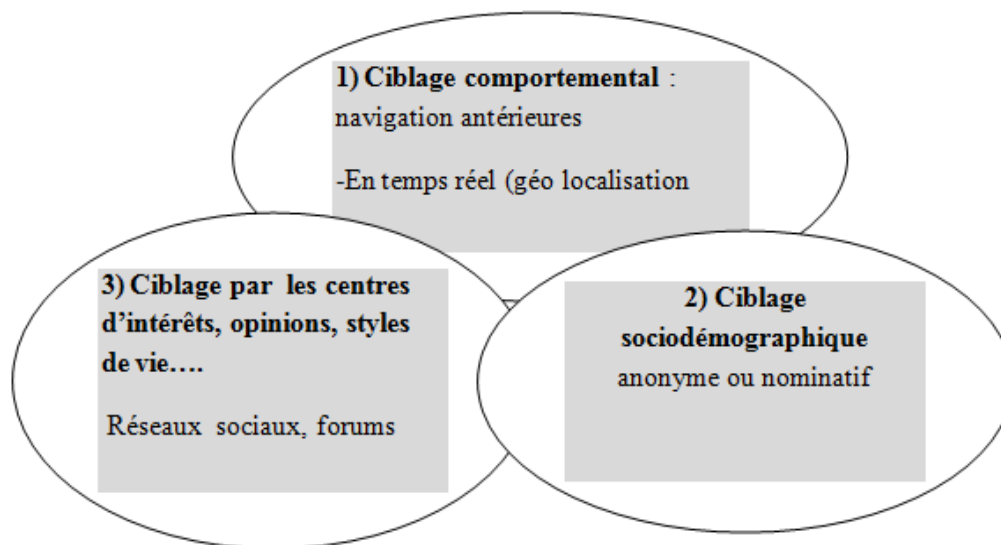 1) Ciblage comportemental :
navigation antérieures
-En temps réel (géo localisation
3) Ciblage par les centres
d’intérêts, opinions, styles
de vie….
Réseaux sociaux, forums
2) Ciblage
sociodémographique
anonyme ou nominatif